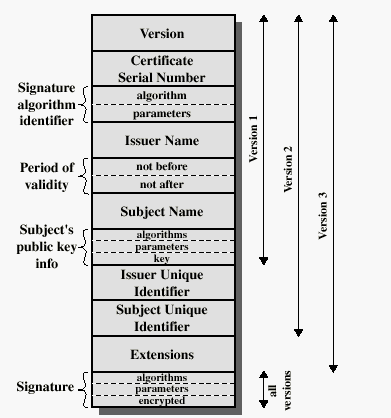 Version
Certificate
Serial Number
Signature
algorithm
identifier
algorithm
parameters
Issuer Name
Period of
validity
not before
not after
Subject Name
Subject's
public key
info
algorithms
parameters
key
Issuer Unique
Identifier
Subject Unique
Identifier
Extensions
Signature
algorithms
parameters
encrypted
Version 1
Version 2
Version 3
all
versions